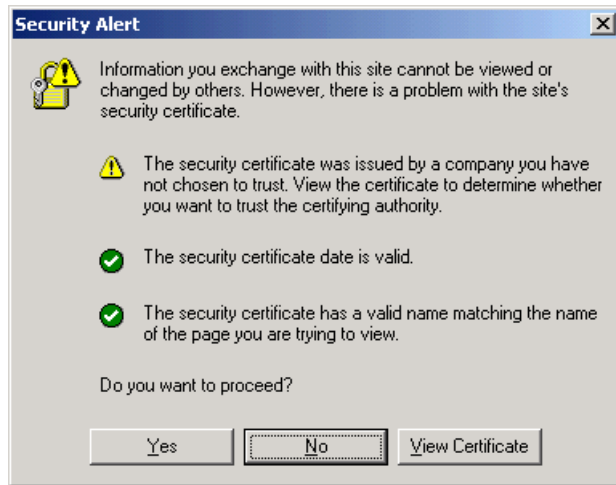 Security Alert
Information you exchange with this site cannot be viewed or
changed by others. However, there is a problem with the site's
security certificate.
The security certificate was issued by a company you have
not chosen to trust. View the certificate to determine whether
you want to trust the certifying authority.
The security certificate date is valid.
The security certificate has a valid name matching the name
of the page you are trying to view.
Do you want to proceed?
Yes No View Certificate